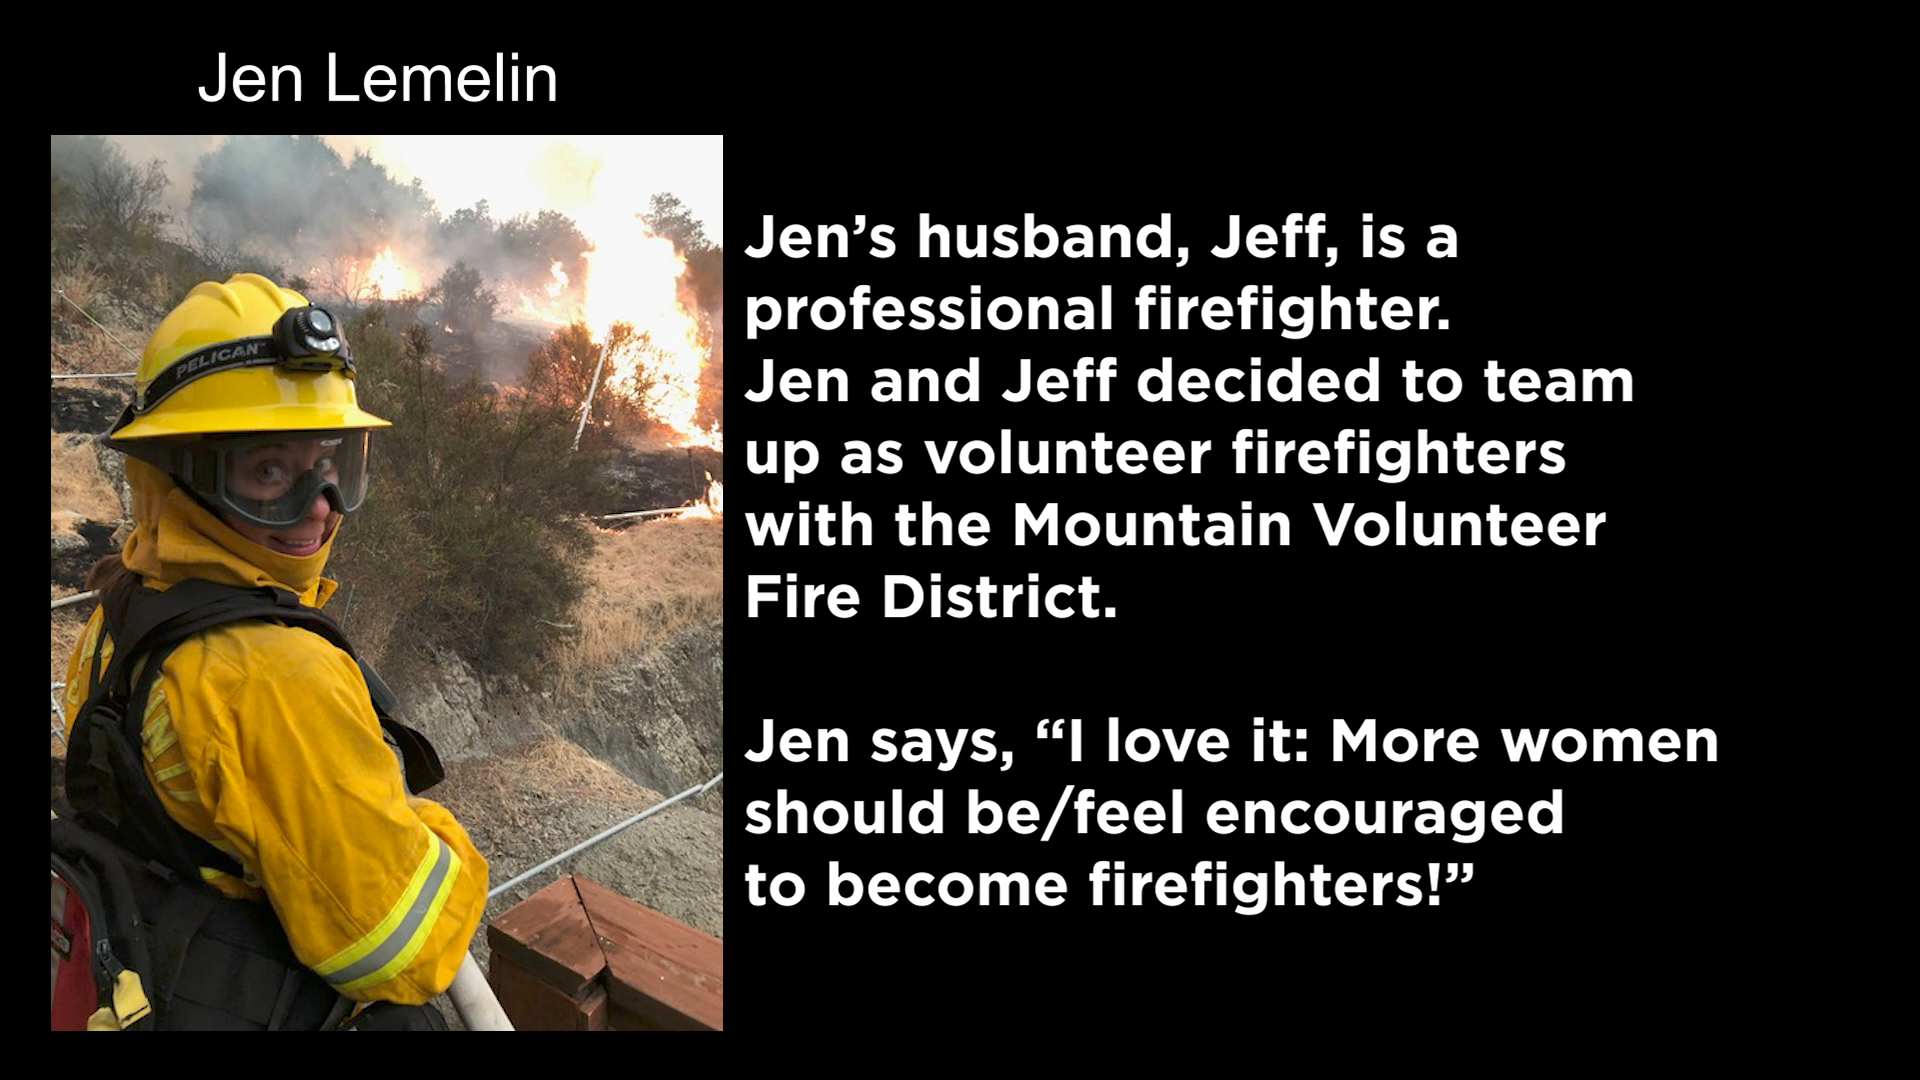 Jen Lemelin
PELICAN
Jen’s husband, Jeff, is a
professional firefighter.
Jen and Jeff decided to team
up as volunteer firefighters
with the Mountain Volunteer
Fire District.
Jen says, “I love it: More women
should be/feel encouraged
to become firefighters!”